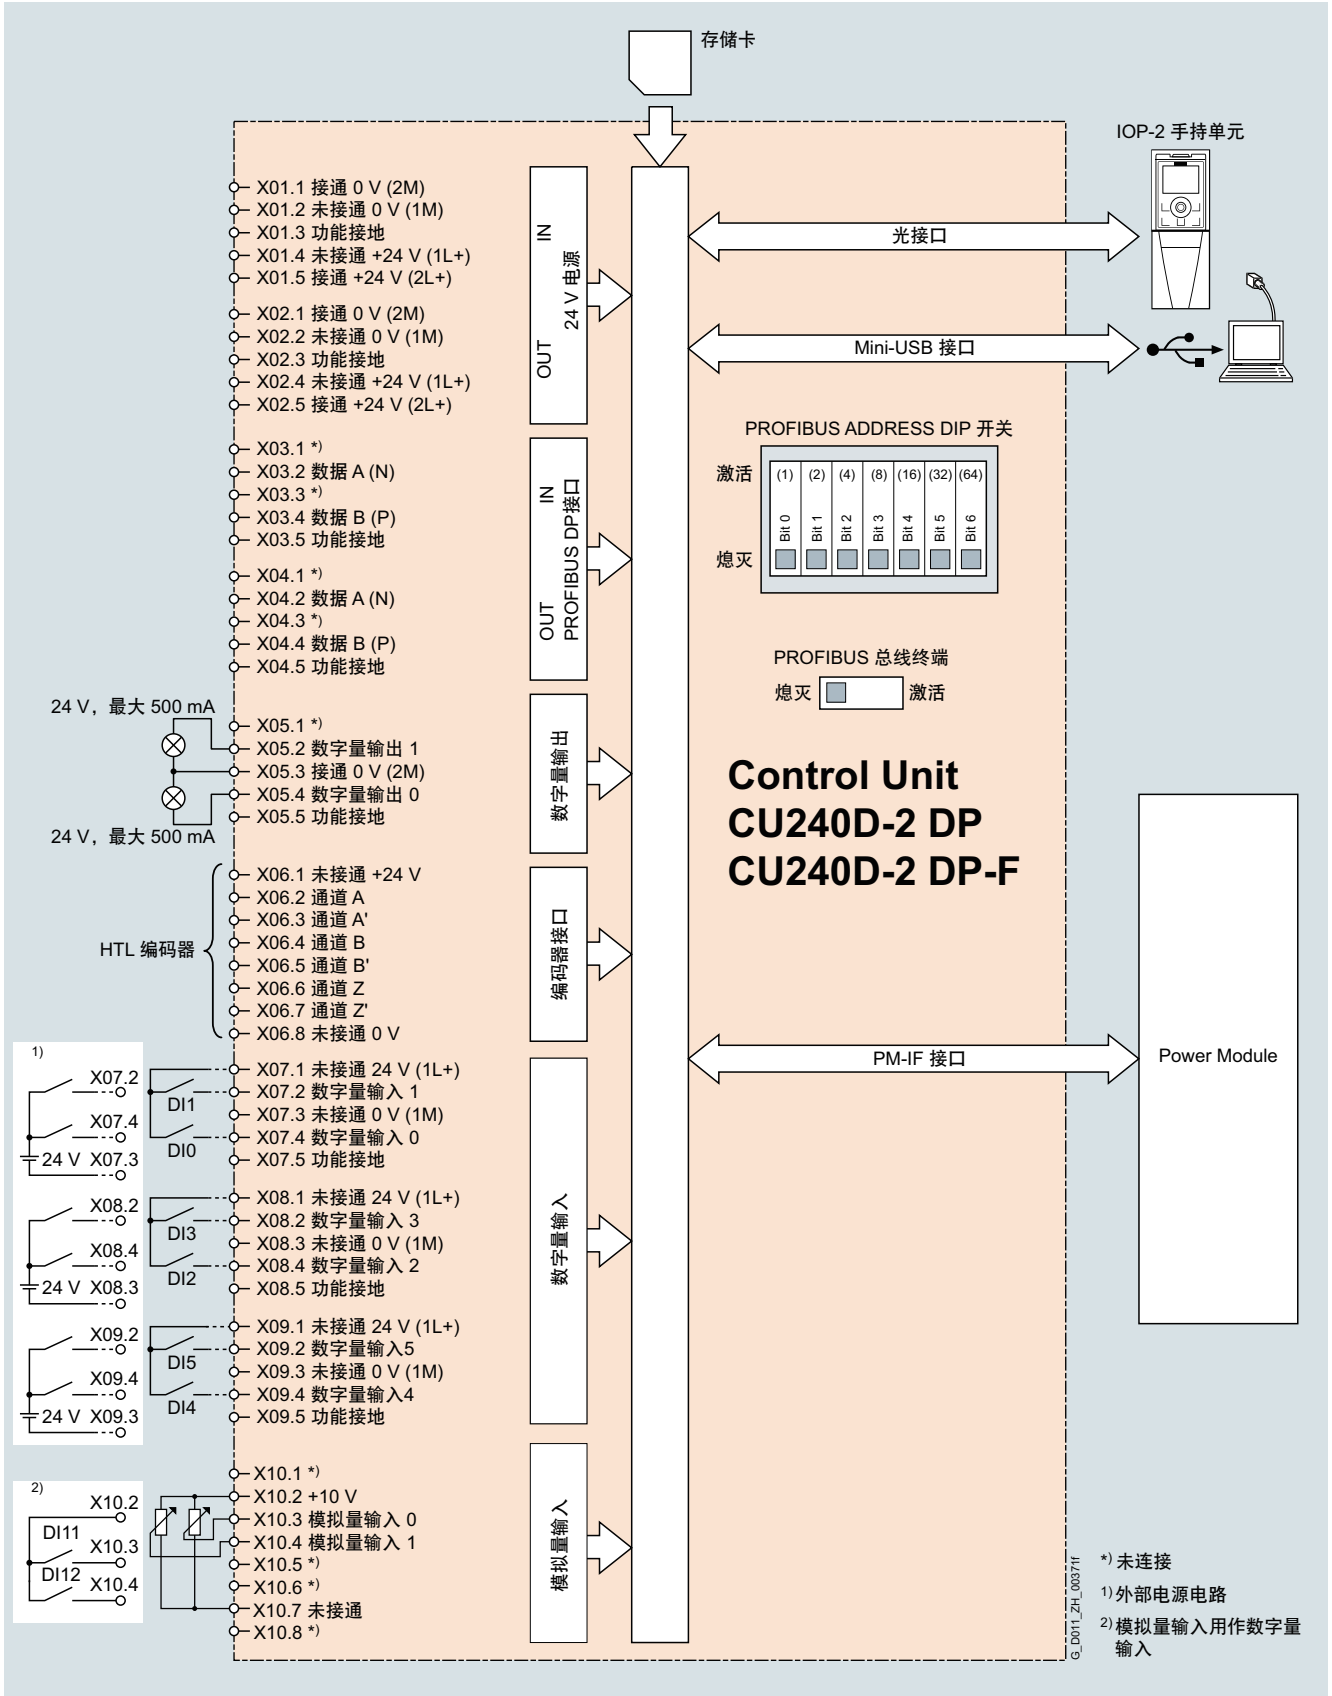 存储卡
IOP-2 手持单元
X01.1 接通 0 V (2M)
X01.2 未接通 0 V (1M)
X01.3 功能接地
X01.4 未接通 +24 V (1L+)
X01.5 接通 +24 V (2L+)
X02.1 接通 0 V (2M)
X02.2 未接通 0 V (1M)
X02.3 功能接地
X02.4 未接通 +24 V (1L+)
X02.5 接通 +24 V (2L+)
IN
OUT
24 V 电源
光接口
Mini-USB 接口
X03.1 *)
X03.2 数据 A (N)
X03.3 *)
X03.4 数据 B (P)
X03.5 功能接地
X04.1 *)
X04.2 数据 A (N)
X04.3 *)
X04.4 数据 B (P)
X04.5 功能接地
IN
OUT
PROFIBUS DP接口
PROFIBUS ADDRESS DIP 开关
激活
(1) (2) (4) (8) (16) (32) (64)
Bit 0 Bit 1 Bit 2 Bit 3 Bit 4 Bit 5 Bit 6
熄灭
PROFIBUS 总线终端
熄灭 激活
24 V，最大 500 mA
X05.1 *)
X05.2 数字量输出 1
X05.3 接通 0 V (2M)
X05.4 数字量输出 0
X05.5 功能接地
24 V，最大 500 mA
数字量输出
Control Unit
CU240D-2 DP
CU240D-2 DP-F
HTL 编码器
X06.1 未接通 +24 V
X06.2 通道 A
X06.3 通道 A'
X06.4 通道 B
X06.5 通道 B'
X06.6 通道 Z
X06.7 通道 Z'
X06.8 未接通 0 V
编码器接口
PM-IF 接口
Power Module
1)
X07.2
X07.4
24 V X07.3
DI1
DI0
X07.1 未接通 24 V (1L+)
X07.2 数字量输入 1
X07.3 未接通 0 V (1M)
X07.4 数字量输入 0
X07.5 功能接地
X08.2
X08.4
24 V X08.3
DI3
DI2
X08.1 未接通 24 V (1L+)
X08.2 数字量输入 3
X08.3 未接通 0 V (1M)
X08.4 数字量输入 2
X08.5 功能接地
数字量输入
X09.2
X09.4
24 V X09.3
DI5
DI4
X09.1 未接通 24 V (1L+)
X09.2 数字量输入5
X09.3 未接通 0 V (1M)
X09.4 数字量输入4
X09.5 功能接地
2)
X10.2
DI11
X10.3
DI12
X10.4
X10.1 *)
X10.2 +10 V
X10.3 模拟量输入 0
X10.4 模拟量输入 1
X10.5 *)
X10.6 *)
X10.7 未接通
X10.8 *)
模拟量输入
G_D011_ZH_00371f
*) 未连接
1) 外部电源电路
2) 模拟量输入用作数字量
输入